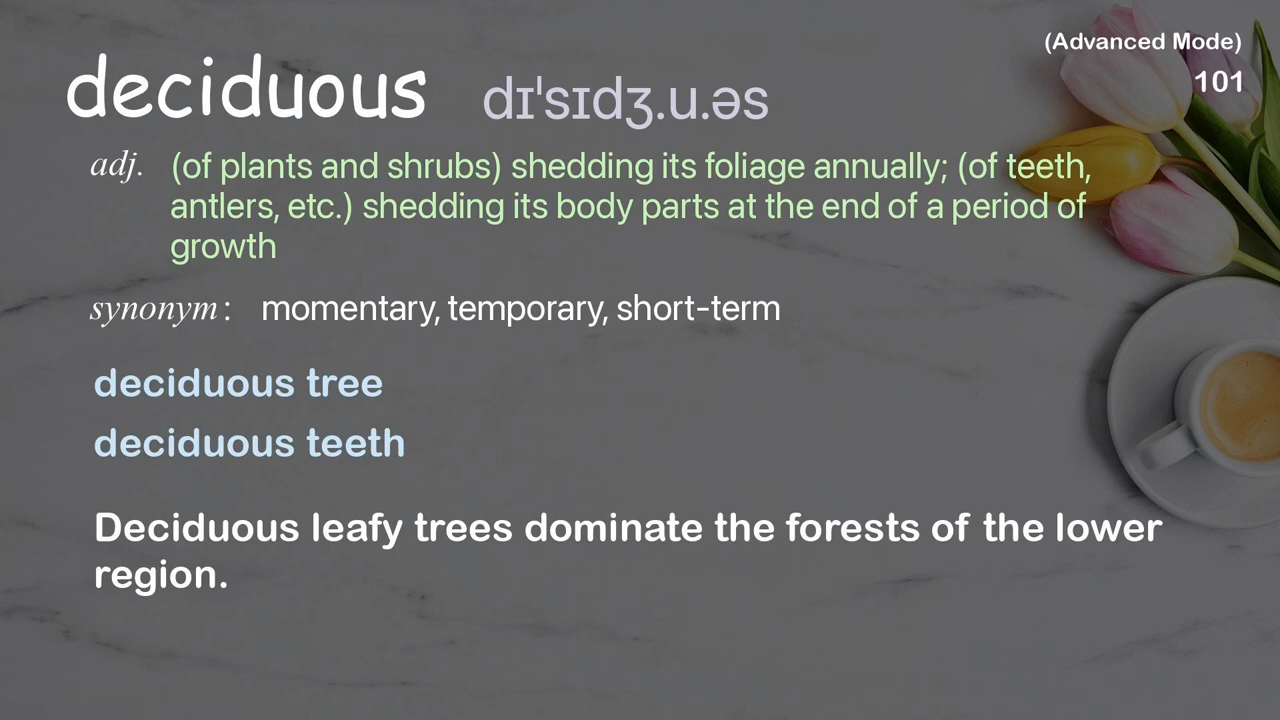 (Advanced Mode)
101
deciduous dɪˈsɪdʒ.u.əs
adj. (of plants and shrubs) shedding its foliage annually; (of teeth,
antlers, etc.) shedding its body parts at the end of a period of
growth
synonym: momentary, temporary, short-term
deciduous tree
deciduous teeth
Deciduous leafy trees dominate the forests of the lower
region.